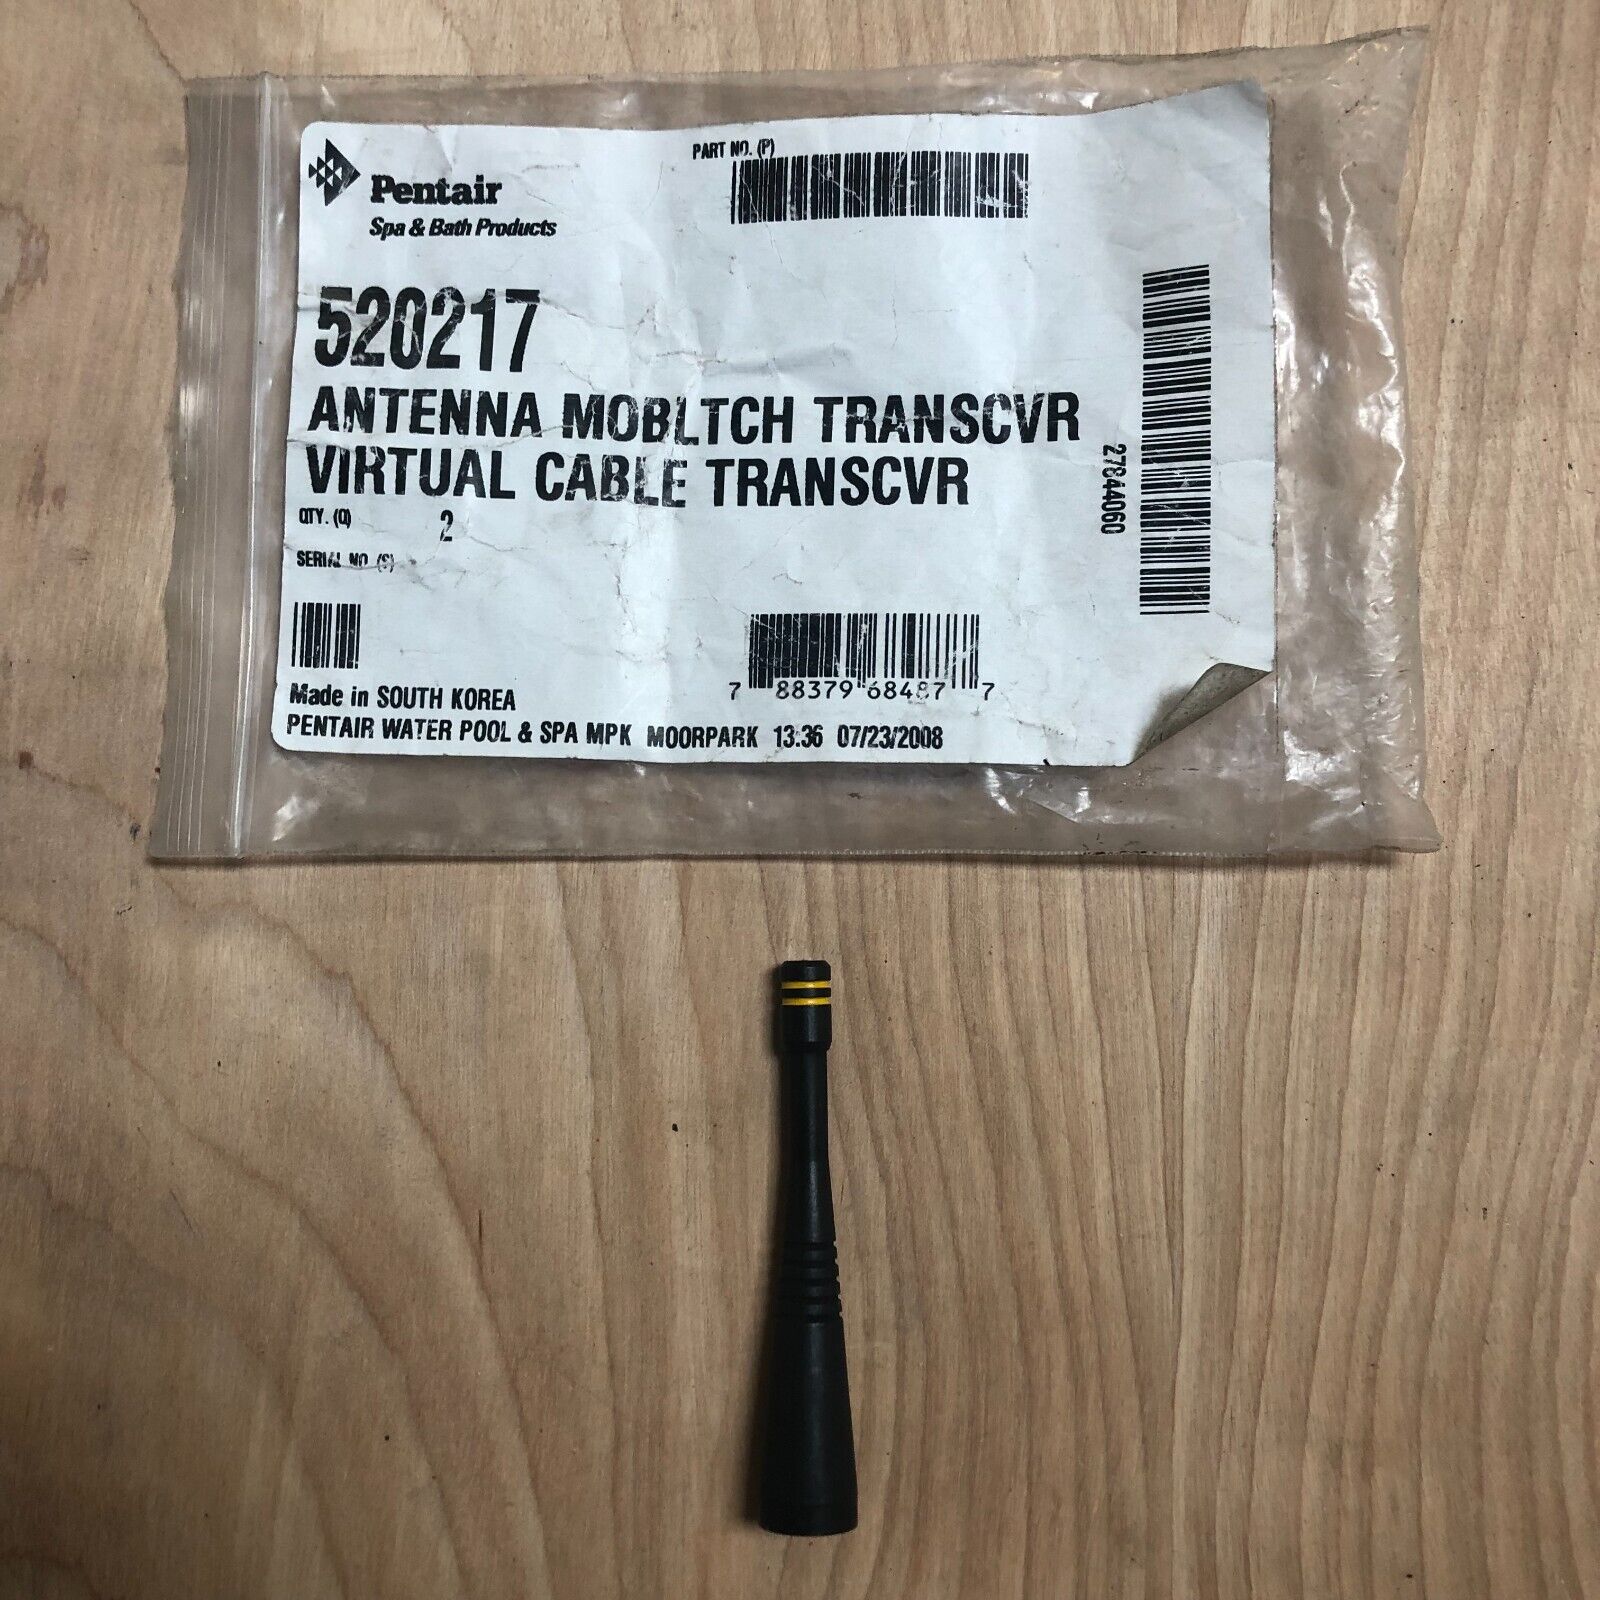 Pentair
Spa & Bath Products
PART NO. (P)
520217
ANTENNA MOBLTCH TRANSCVR
VIRTUAL CABLE TRANSCVR
QTY. (Q) 2
SERIAL NO. (S)
27844060
7 88379 68487 7
Made in SOUTH KOREA
PENTAIR WATER POOL & SPA MPK MOORPARK 13:36 07/23/2008